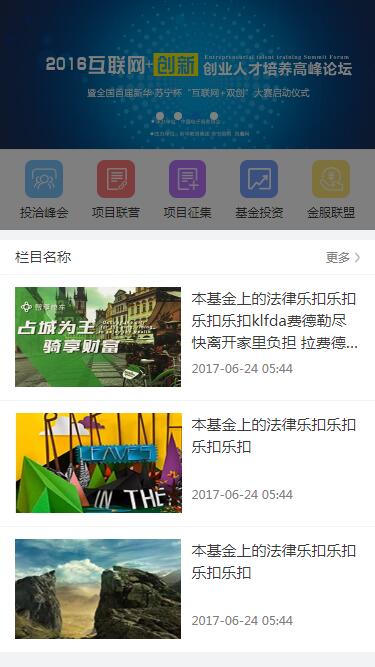 Entrepreneurial talent training Summit Forum
2016互联网+创新 创业人才培养高峰论坛
暨全国首届新华·苏宁杯“互联网+双创”大赛启动仪式
投洽峰会 项目联营 项目征集 基金投资 金服联盟
栏目名称 更多
占城为主
骑享财富
本基金上的法律乐扣乐扣
乐扣乐扣klfda费德勒尽
快离开家里负担 拉费德...
2017-06-24 05:44
LEAVES
IN THE
本基金上的法律乐扣乐扣
乐扣乐扣
2017-06-24 05:44
本基金上的法律乐扣乐扣
乐扣乐扣
2017-06-24 05:44